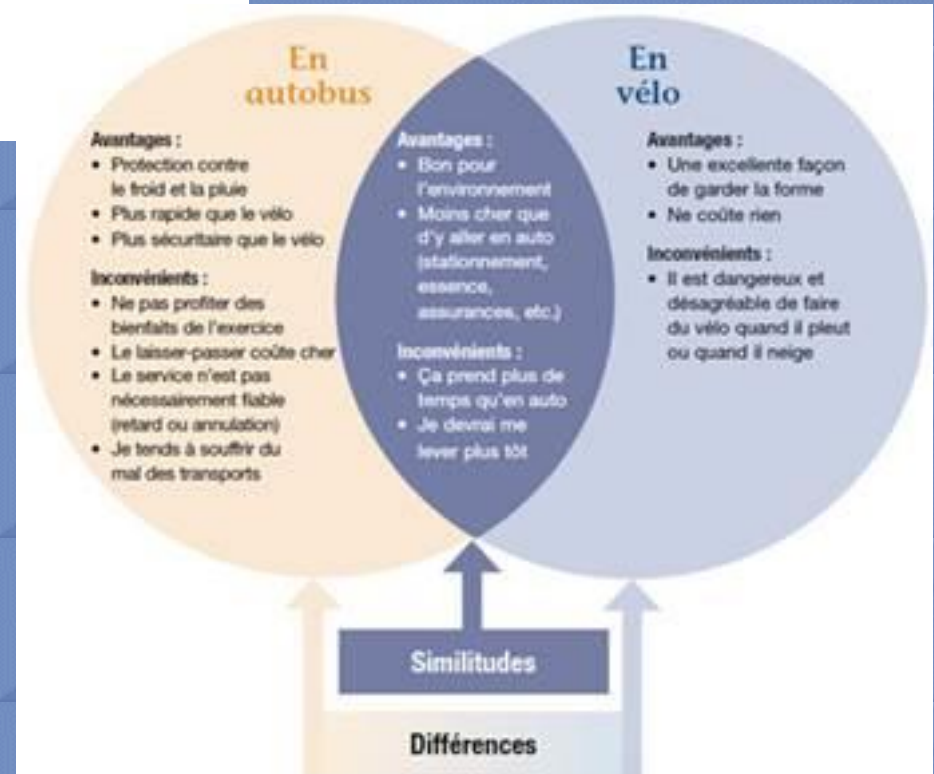 En
autobus
Avantages :
• Protection contre
le froid et la pluie
• Plus rapide que le vélo
• Plus sécuritaire que le vélo
Inconvénients :
• Ne pas profiter des
bienfaits de l'exercice
• Le laisser-passer coûte cher
• Le service n'est pas
nécessairement fiable
(retard ou annulation)
• Je tends à souffrir du
mal des transports
Avantages :
• Bon pour
l'environnement
• Moins cher que
d'y aller en auto
(stationnement,
essence,
assurances, etc.)
Inconvénients :
• Ça prend plus de
temps qu'en auto
• Je devrai me
lever plus tôt
En
vélo
Avantages :
• Une excellente façon
de garder la forme
• Ne coûte rien
Inconvénients :
• Il est dangereux et
désagréable de faire
du vélo quand il pleut
ou quand il neige
Similitudes
Différences